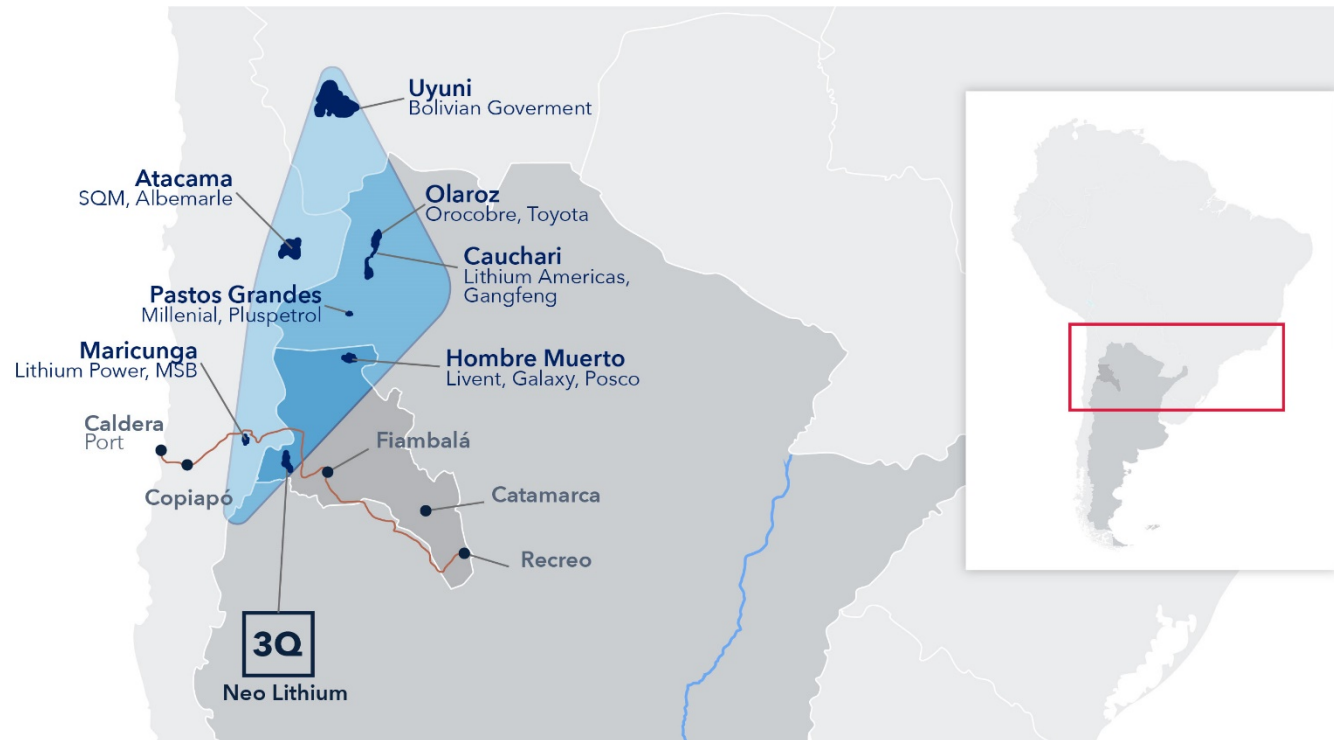 Uyuni
Bolivian Goverment
Atacama
SQM, Albemarle
Olaroz
Orocobre, Toyota
Cauchari
Lithium Americas,
Gangfeng
Pastos Grandes
Millenial, Pluspetrol
Maricunga
Lithium Power, MSB
Hombre Muerto
Livent, Galaxy, Posco
Caldera
Port
Copiapó
Fiambalá
Catamarca
Recreo
3Q
Neo Lithium